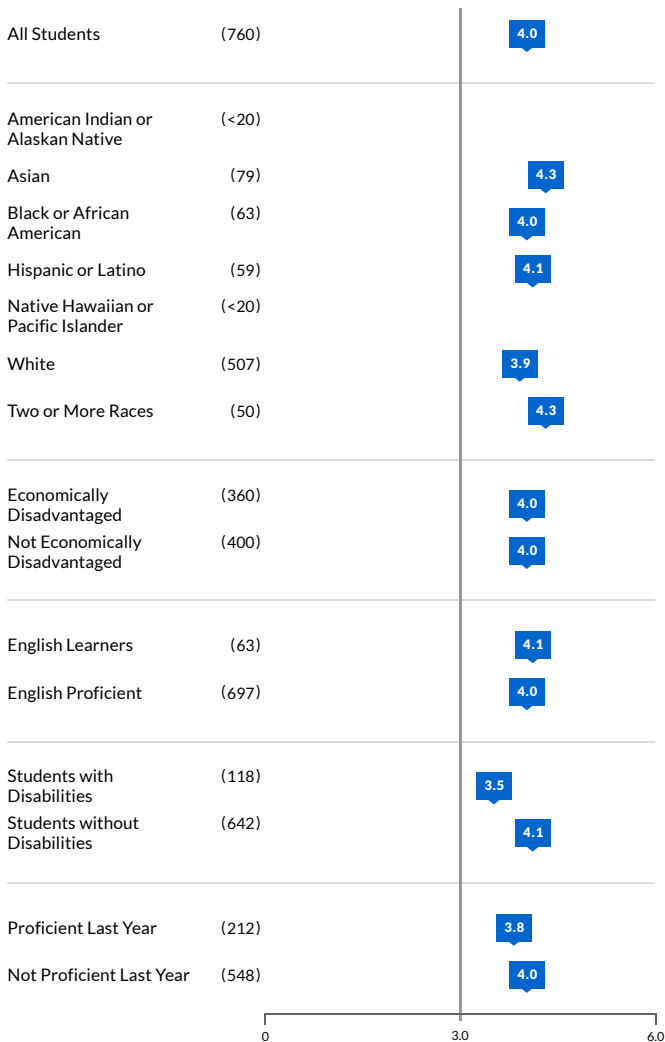 All Students (760) 4.0
American Indian or (<20)
Alaskan Native
Asian (79) 4.3
Black or African (63) 4.0
American
Hispanic or Latino (59) 4.1
Native Hawaiian or (<20)
Pacific Islander
White (507) 3.9
Two or More Races (50) 4.3
Economically (360) 4.0
Disadvantaged
Not Economically (400) 4.0
Disadvantaged
English Learners (63) 4.1
English Proficient (697) 4.0
Students with (118) 3.5
Disabilities
Students without (642) 4.1
Disabilities
Proficient Last Year (212) 3.8
Not Proficient Last Year (548) 4.0
0 3.0 6.0